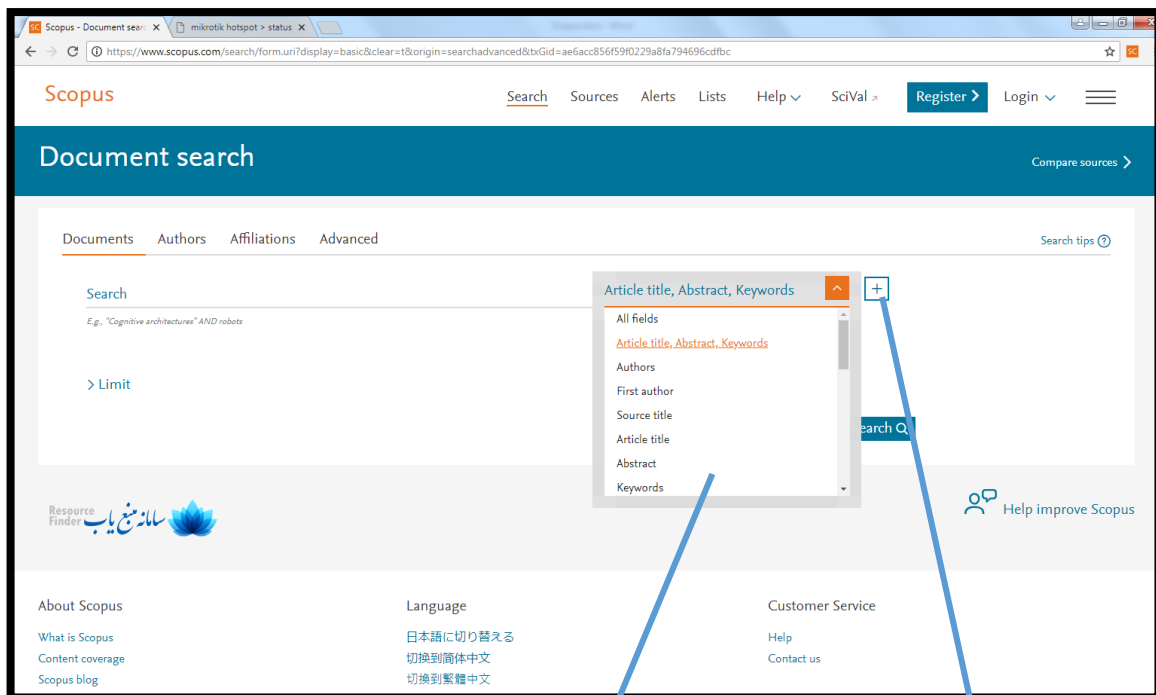 Scopus - Document sear
mikrotik hotspot > status
https://www.scopus.com/search/form.uri?display=basic&clear=t&origin=searchadvanced&txGid=ae6acc856f59f0229a8fa794696cdfbc
Scopus
Search Sources Alerts Lists Help SciVal Register Login
Document search
Compare sources
Documents Authors Affiliations Advanced
Search tips
Search
Article title, Abstract, Keywords
E.g., "Cognitive architectures" AND robots
All fields
Article title, Abstract, Keywords
Authors
> Limit
First author
Source title
Article title
earch
Abstract
Keywords
Resource
Finder
سامانه منبع یاب
Help improve Scopus
About Scopus
Language
Customer Service
What is Scopus
日本語に切り替える
Help
Content coverage
切换到简体中文
Contact us
Scopus blog
切換到繁體中文